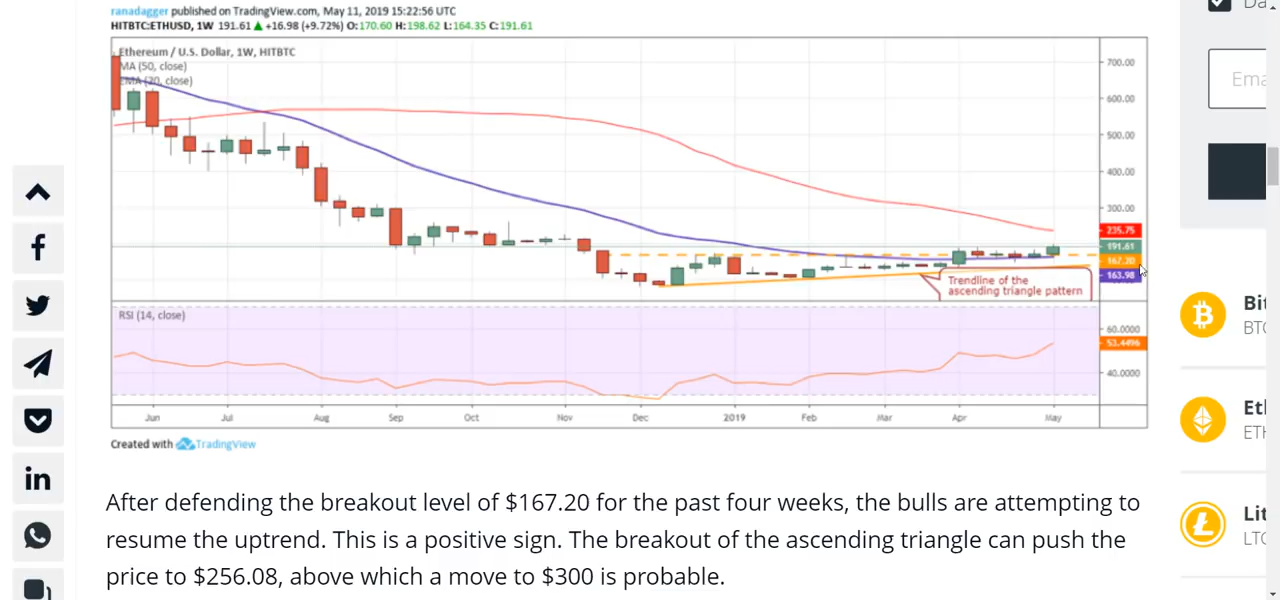 ranadagger published on TradingView.com, May 11, 2019 15:22:56 UTC
HITBTC:ETHUSD, 1W 191.61 ▲ +16.98 (+9.72%) O:170.60 H:198.62 L:164.35 C:191.61
Ethereum / U.S. Dollar, 1W, HITBTC
MA (50, close)
EMA (20, close)
700.00
600.00
500.00
400.00
300.00
235.75
191.61
167.20
163.98
Trendline of the
ascending triangle pattern
RSI (14, close)
60.0000
53.4496
40.0000
Jun Jul Aug Sep Oct Nov Dec 2019 Feb Mar Apr May
Created with TradingView
After defending the breakout level of $167.20 for the past four weeks, the bulls are attempting to
resume the uptrend. This is a positive sign. The breakout of the ascending triangle can push the
price to $256.08, above which a move to $300 is probable.
Da
Ema
Bit
BTC
Eth
ETH
Lit
LTC
f
in